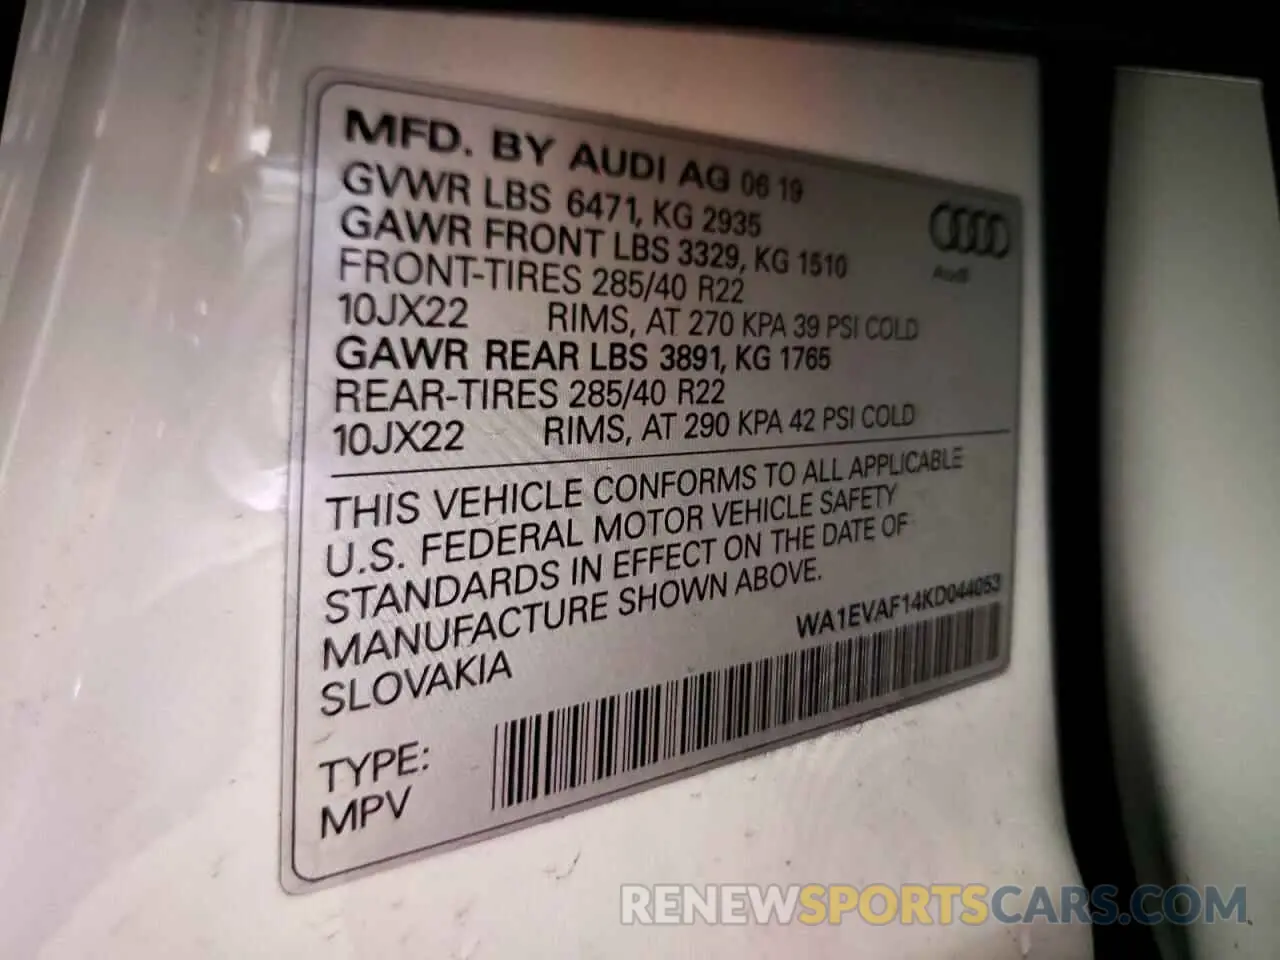 MFD. BY AUDI AG 06 19
GVWR LBS 6471, KG 2935
GAWR FRONT LBS 3329, KG 1510
FRONT-TIRES 285/40 R22
10JX22 RIMS, AT 270 KPA 39 PSI COLD
GAWR REAR LBS 3891, KG 1765
REAR-TIRES 285/40 R22
10JX22 RIMS, AT 290 KPA 42 PSI COLD
Audi
THIS VEHICLE CONFORMS TO ALL APPLICABLE
U.S. FEDERAL MOTOR VEHICLE SAFETY
STANDARDS IN EFFECT ON THE DATE OF
MANUFACTURE SHOWN ABOVE.
SLOVAKIA
WA1EVAF14KD044053
TYPE:
MPV
RENEWSPORTSCARS.COM